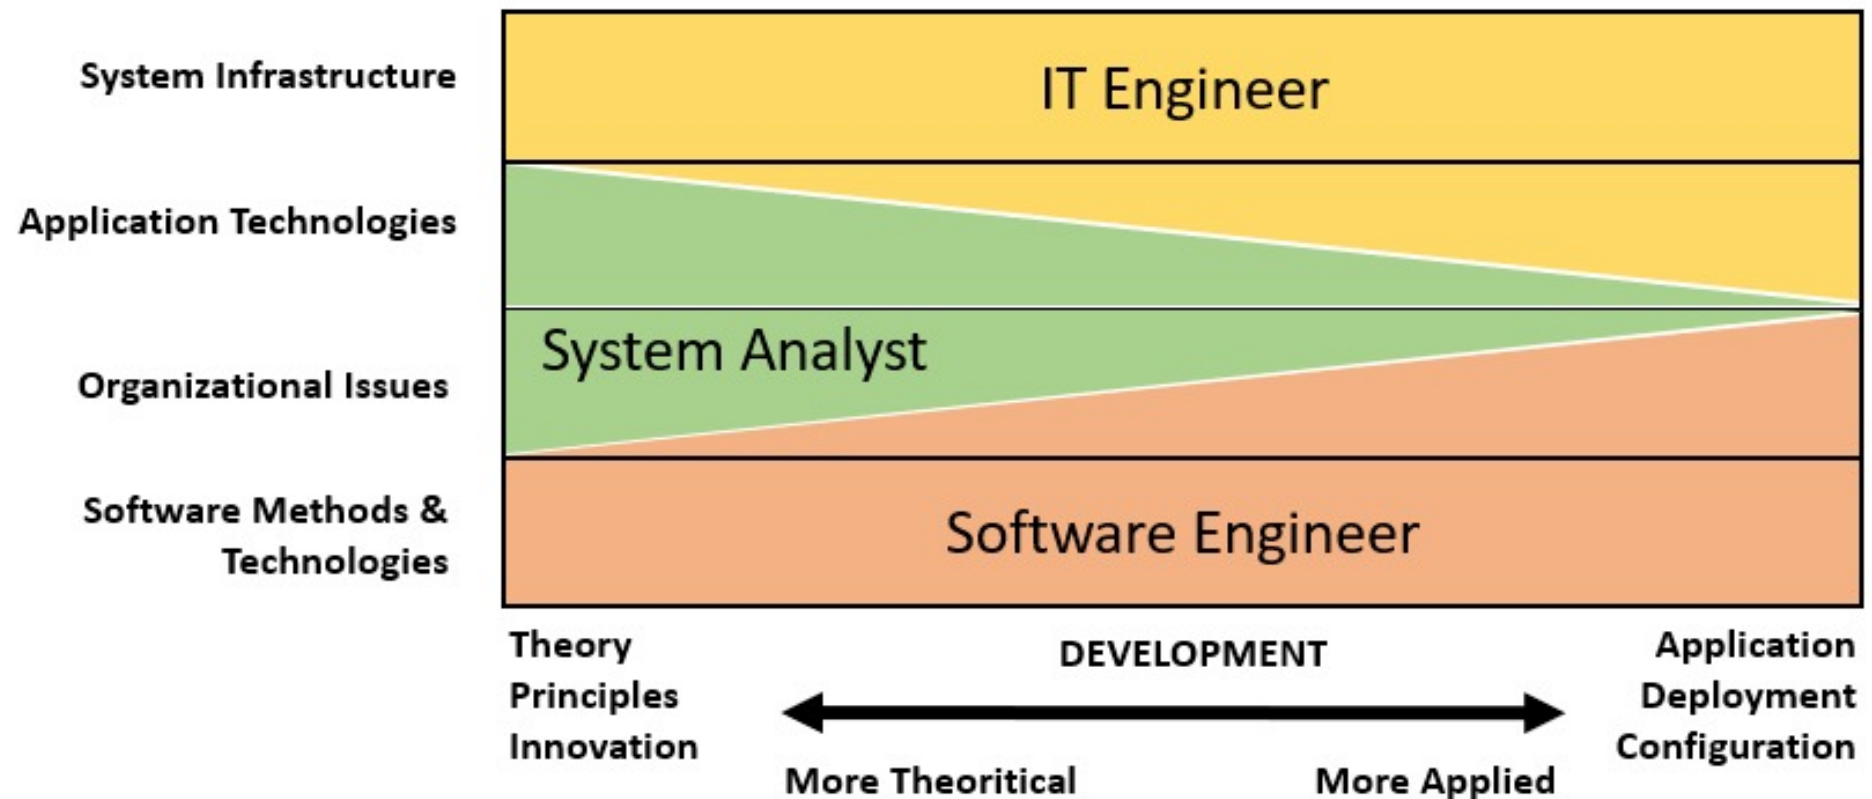 System Infrastructure
IT Engineer
Application Technologies
System Analyst
Organizational Issues
Software Methods &
Technologies
Software Engineer
Theory
Principles
Innovation
DEVELOPMENT
More Theoritical
More Applied
Application
Deployment
Configuration